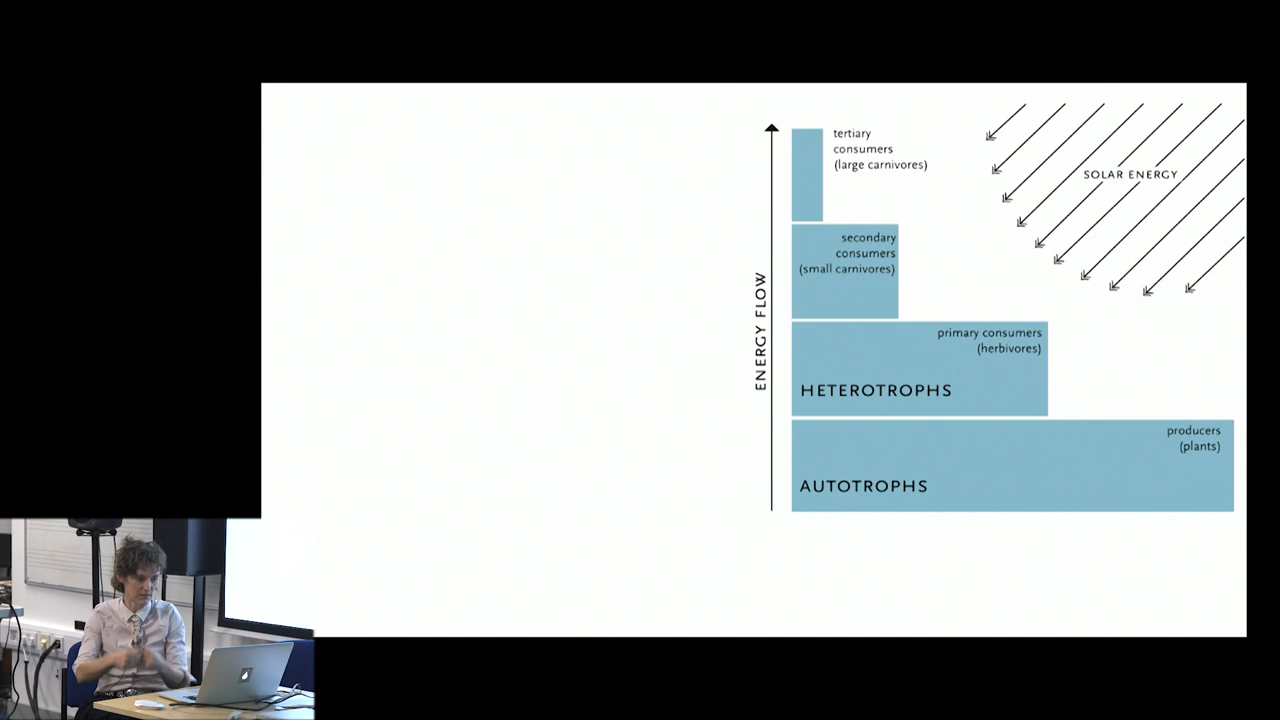 tertiary
consumers
(large carnivores)
SOLAR ENERGY
secondary
consumers
(small carnivores)
ENERGY FLOW
primary consumers
(herbivores)
HETEROTROPHS
producers
(plants)
AUTOTROPHS